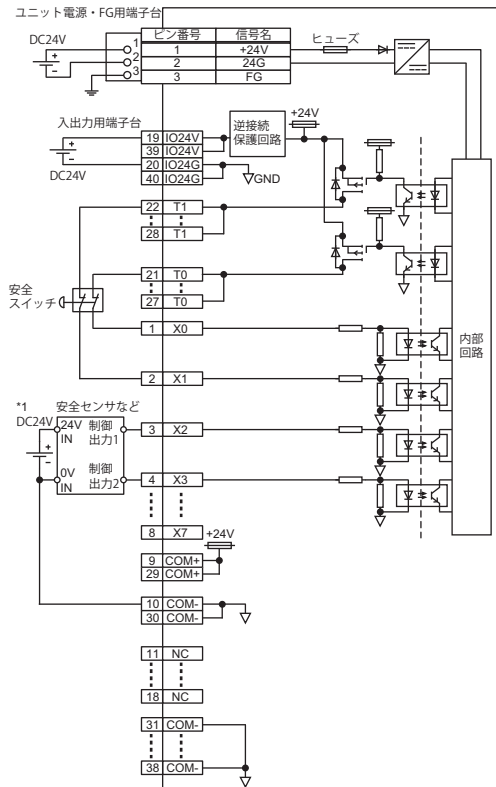 ユニット電源・FG用端子台
DC24V
+
−
1
2
3
ピン番号 信号名
1 +24V
2 24G
3 FG
ヒューズ
入出力用端子台
+
−
DC24V
19 IO24V
39 IO24V
20 IO24G
40 IO24G
逆接続
保護回路
+24V
GND
22 T1
28 T1
21 T0
27 T0
安全
スイッチ
1 X0
2 X1
内部
回路
*1
DC24V
+
−
安全センサなど
24V
IN
制御
出力1
0V
IN
制御
出力2
3 X2
4 X3
8 X7
+24V
9 COM+
29 COM+
10 COM-
30 COM-
11 NC
18 NC
31 COM-
38 COM-